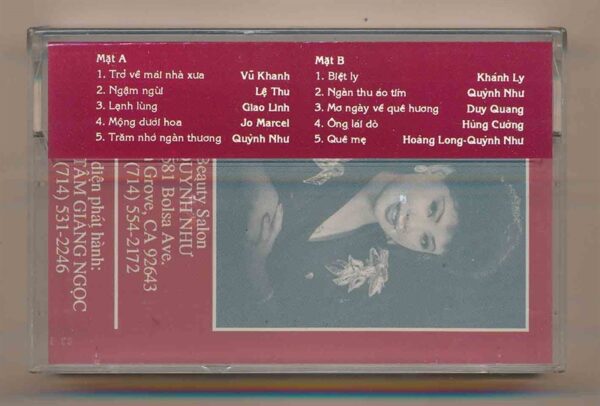 Mặt A
1. Trở về mái nhà xưa Vũ Khanh
2. Ngậm ngùi Lệ Thu
3. Lạnh lùng Giao Linh
4. Mộng dưới hoa Jo Marcel
5. Trăm nhớ ngàn thương Quỳnh Như
Mặt B
1. Biệt ly Khánh Ly
2. Ngàn thu áo tím Quỳnh Như
3. Mơ ngày về quê hương Duy Quang
4. Ông lái đò Hùng Cường
5. Quê mẹ Hoàng Long-Quỳnh Như
Beauty Salon
QUỲNH NHƯ
681 Bolsa Ave.
Grove, CA 92643
(714) 554-2172
diện phát hành:
TÂM GIANG NGỌC
(714) 531-2246